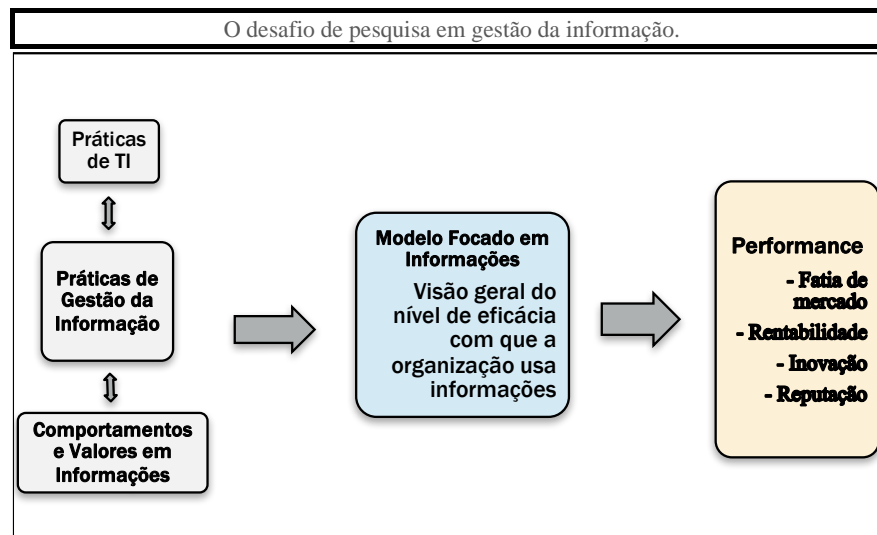 O desafio de pesquisa em gestão da informação.
Práticas
de TI
Práticas de
Gestão da
Informação
Comportamentos
e Valores em
Informações
Modelo Focado em
Informações
Visão geral do
nível de eficácia
com que a
organização usa
informações
Performance
- Fatia de
mercado
- Rentabilidade
- Inovação
- Reputação